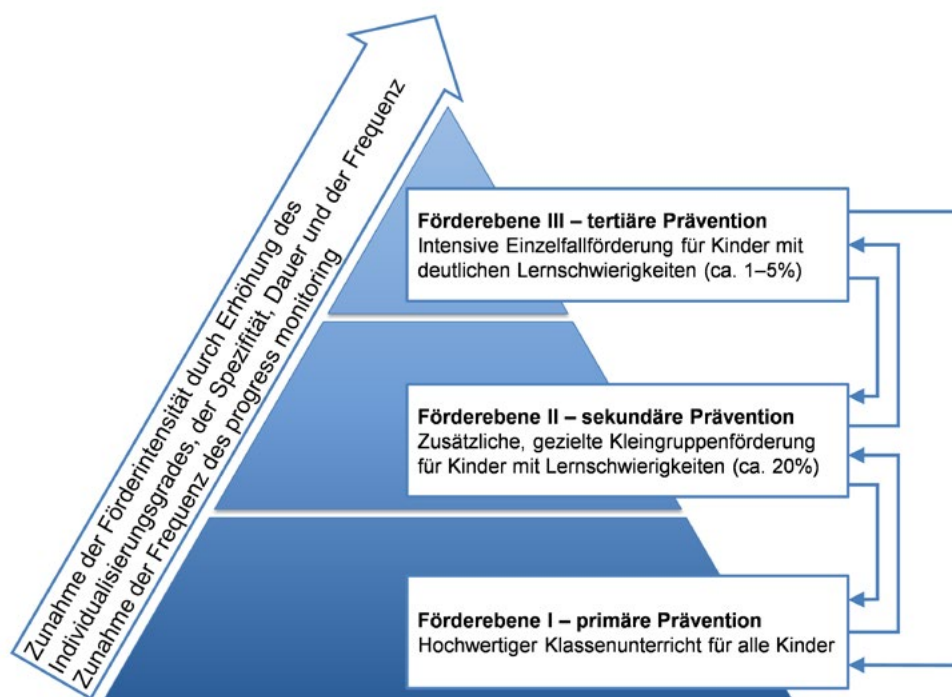 Zunahme der Förderintensität durch Erhöhung des
Individualisierungsgrades, der Spezifität, Dauer und der Frequenz
Zunahme der Frequenz des progress monitoring
Förderebene III – tertiäre Prävention
Intensive Einzelfallförderung für Kinder mit
deutlichen Lernschwierigkeiten (ca. 1–5%)
Förderebene II – sekundäre Prävention
Zusätzliche, gezielte Kleingruppenförderung
für Kinder mit Lernschwierigkeiten (ca. 20%)
Förderebene I – primäre Prävention
Hochwertiger Klassenunterricht für alle Kinder